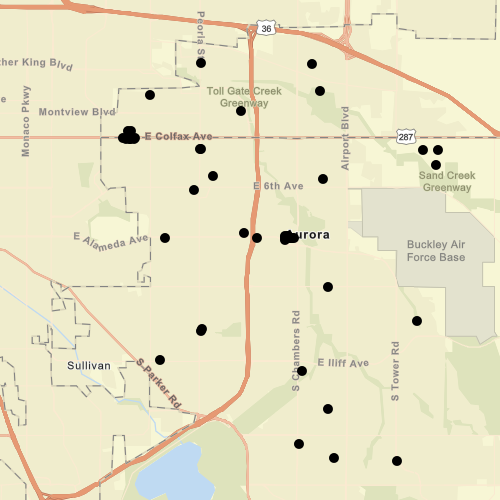 Peoria St
36
ther King Blvd
Toll Gate Creek
Greenway
e
Monaco Pkwy
Montview Blvd
Airport Blvd
E Colfax Ave
287
Sand Creek
Greenway
E 6th Ave
E Alameda Ave
Aurora
Buckley Air
Force Base
S Chambers Rd
S Tower Rd
Sullivan
S Parker Rd
E Iliff Ave